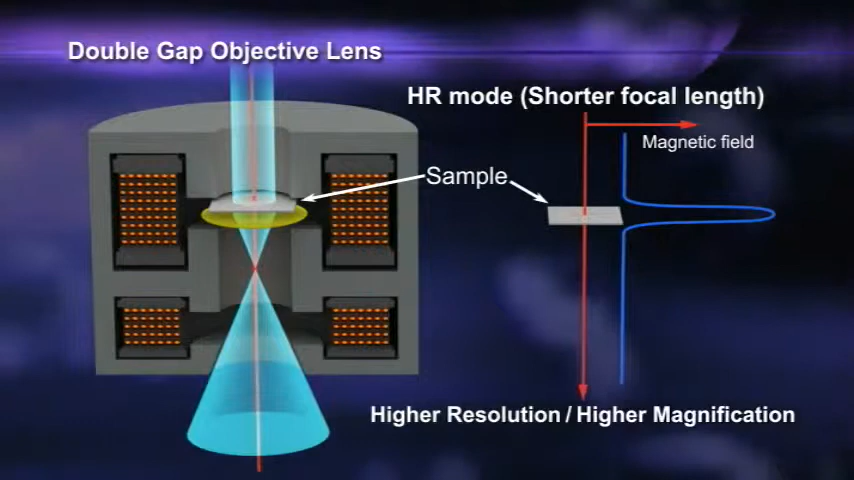 Double Gap Objective Lens
HR mode (Shorter focal length)
Magnetic field
Sample
Higher Resolution / Higher Magnification